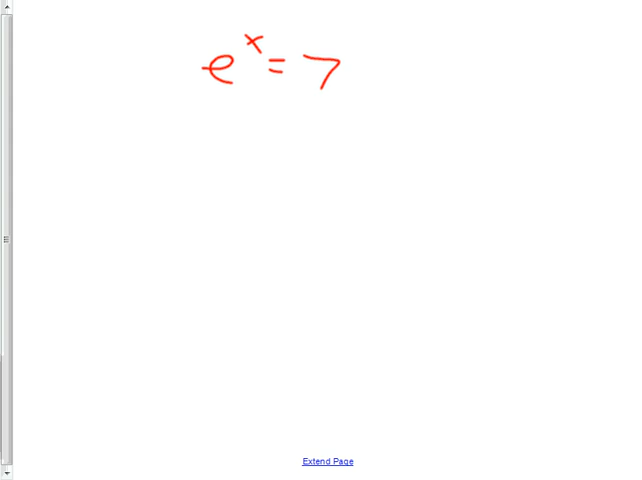 e^x = 7
Extend Page